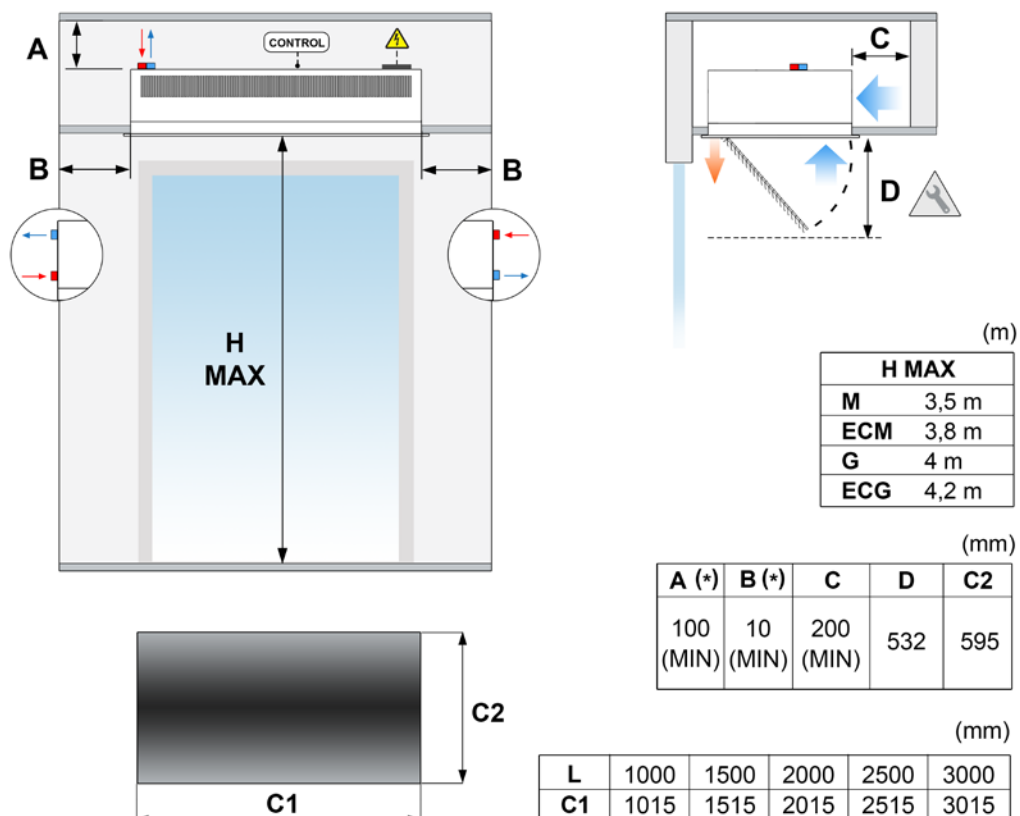 A
CONTROL
C
B
B
D
H
MAX
(m)
H MAX
M 3,5 m
ECM 3,8 m
G 4 m
ECG 4,2 m
(mm)
A (*) B (*) C D C2
100 10 200 532 595
(MIN) (MIN) (MIN)
C2
C1
(mm)
L 1000 1500 2000 2500 3000
C1 1015 1515 2015 2515 3015